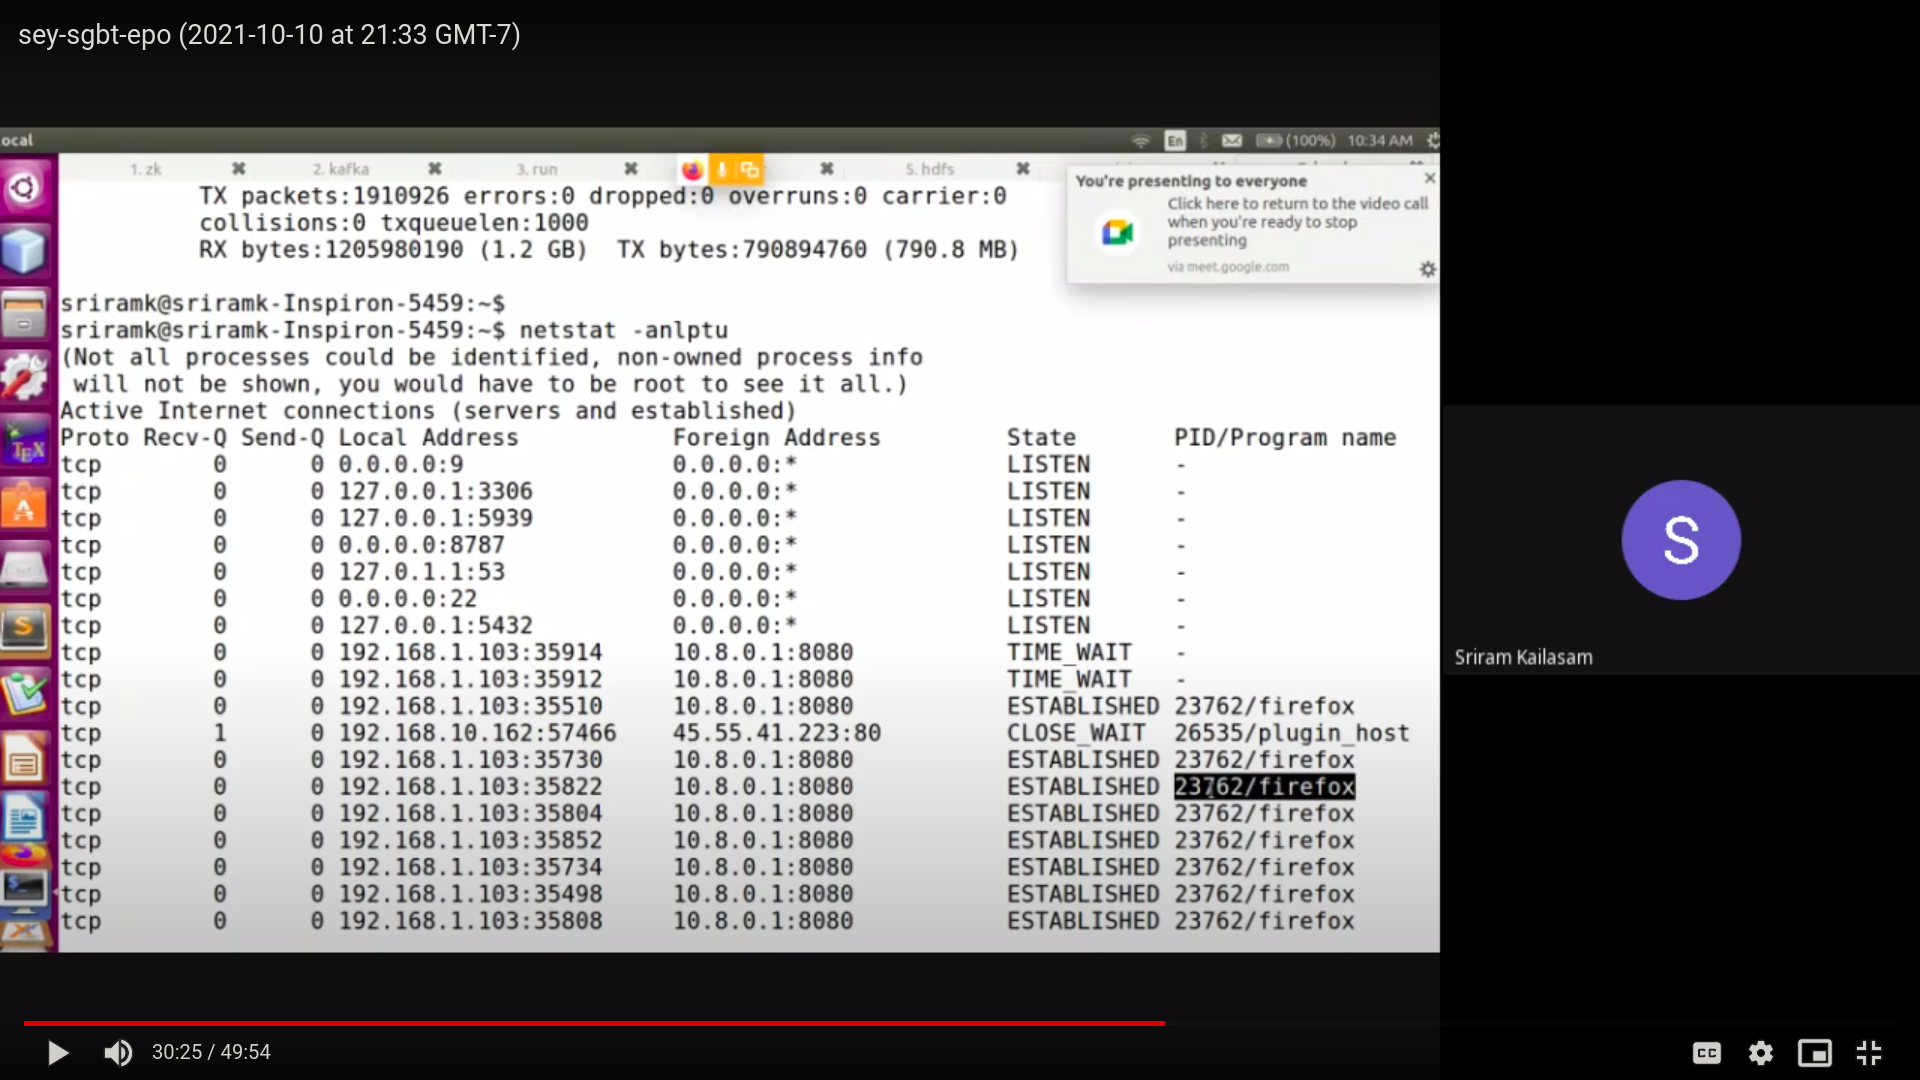 sey-sgbt-epo (2021-10-10 at 21:33 GMT-7)
ocal
En
(100%) 10:34 AM
1. zk
2. kafka
3. run
5. hdfs
You're presenting to everyone
Click here to return to the video call
when you're ready to stop
presenting
via meet.google.com
TX packets:1910926 errors:0 dropped:0 overruns:0 carrier:0
collisions:0 txqueuelen:1000
RX bytes:1205980190 (1.2 GB)  TX bytes:790894760 (790.8 MB)
sriramk@sriramk-Inspiron-5459:~$
sriramk@sriramk-Inspiron-5459:~$ netstat -anlptu
(Not all processes could be identified, non-owned process info
will not be shown, you would have to be root to see it all.)
Active Internet connections (servers and established)
Proto Recv-Q Send-Q Local Address Foreign Address State PID/Program name
tcp 0 0 0.0.0.0:9 0.0.0.0:* LISTEN -
tcp 0 0 127.0.0.1:3306 0.0.0.0:* LISTEN -
tcp 0 0 127.0.0.1:5939 0.0.0.0:* LISTEN -
tcp 0 0 0.0.0.0:8787 0.0.0.0:* LISTEN -
tcp 0 0 127.0.1.1:53 0.0.0.0:* LISTEN -
tcp 0 0 0.0.0.0:22 0.0.0.0:* LISTEN -
tcp 0 0 127.0.0.1:5432 0.0.0.0:* LISTEN -
tcp 0 0 192.168.1.103:35914 10.8.0.1:8080 TIME_WAIT -
tcp 0 0 192.168.1.103:35912 10.8.0.1:8080 TIME_WAIT -
tcp 0 0 192.168.1.103:35510 10.8.0.1:8080 ESTABLISHED 23762/firefox
tcp 1 0 192.168.10.162:57466 45.55.41.223:80 CLOSE_WAIT 26535/plugin_host
tcp 0 0 192.168.1.103:35730 10.8.0.1:8080 ESTABLISHED 23762/firefox
tcp 0 0 192.168.1.103:35822 10.8.0.1:8080 ESTABLISHED 23762/firefox
tcp 0 0 192.168.1.103:35804 10.8.0.1:8080 ESTABLISHED 23762/firefox
tcp 0 0 192.168.1.103:35852 10.8.0.1:8080 ESTABLISHED 23762/firefox
tcp 0 0 192.168.1.103:35734 10.8.0.1:8080 ESTABLISHED 23762/firefox
tcp 0 0 192.168.1.103:35498 10.8.0.1:8080 ESTABLISHED 23762/firefox
tcp 0 0 192.168.1.103:35808 10.8.0.1:8080 ESTABLISHED 23762/firefox
TEX
A
S
S
Sriram Kailasam
30:25 / 49:54
CC